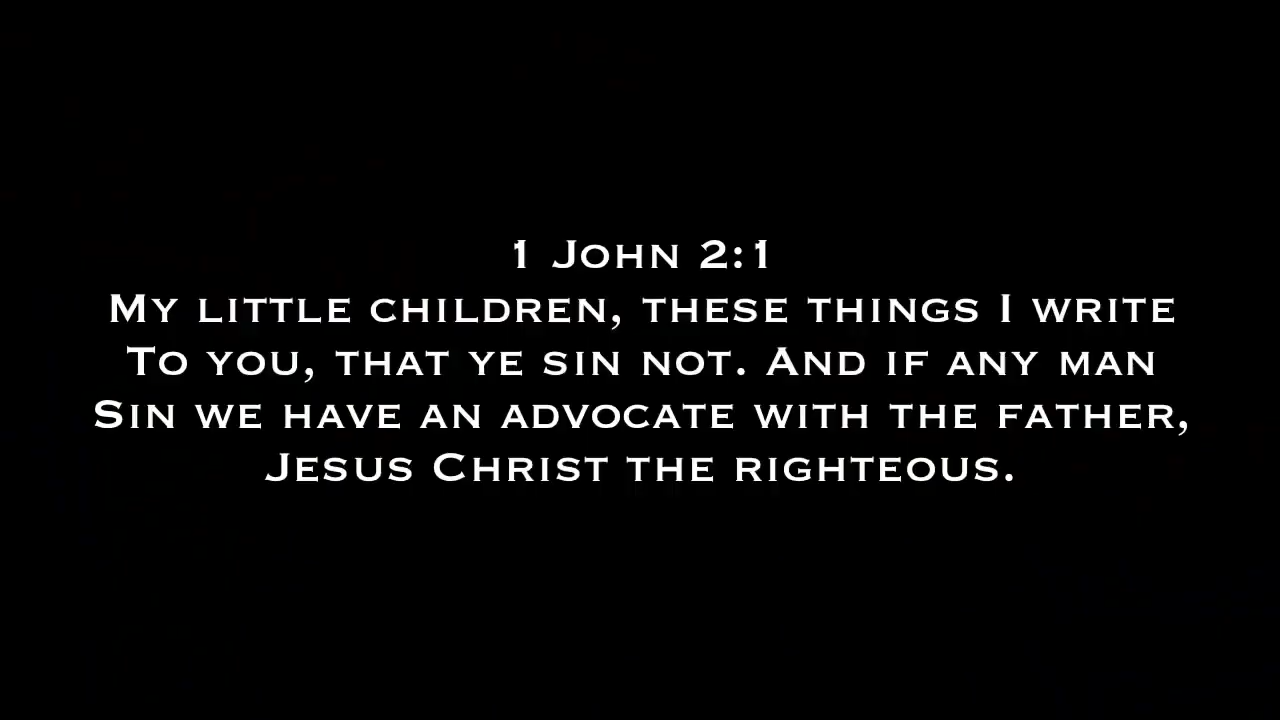 1 John 2:1
My little children, these things I write
To you, that ye sin not. And if any man
Sin we have an advocate with the father,
Jesus Christ the righteous.